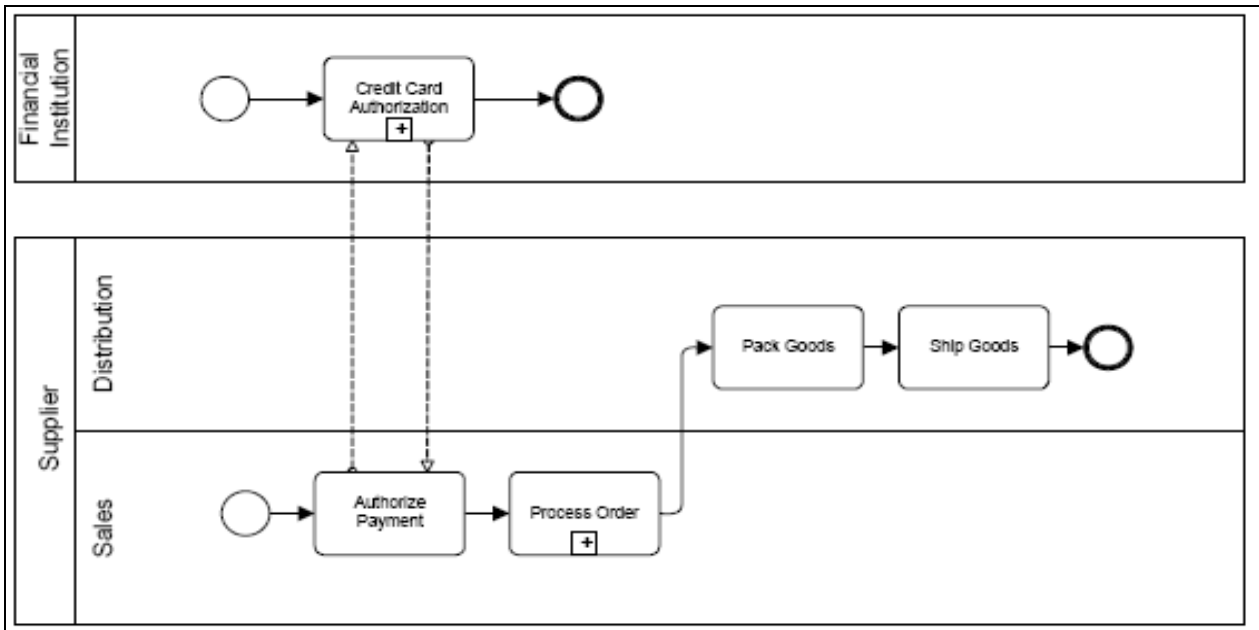 Financial
Institution
Credit Card
Authorization
+
Supplier
Distribution
Pack Goods
Ship Goods
Sales
Authorize
Payment
Process Order
+